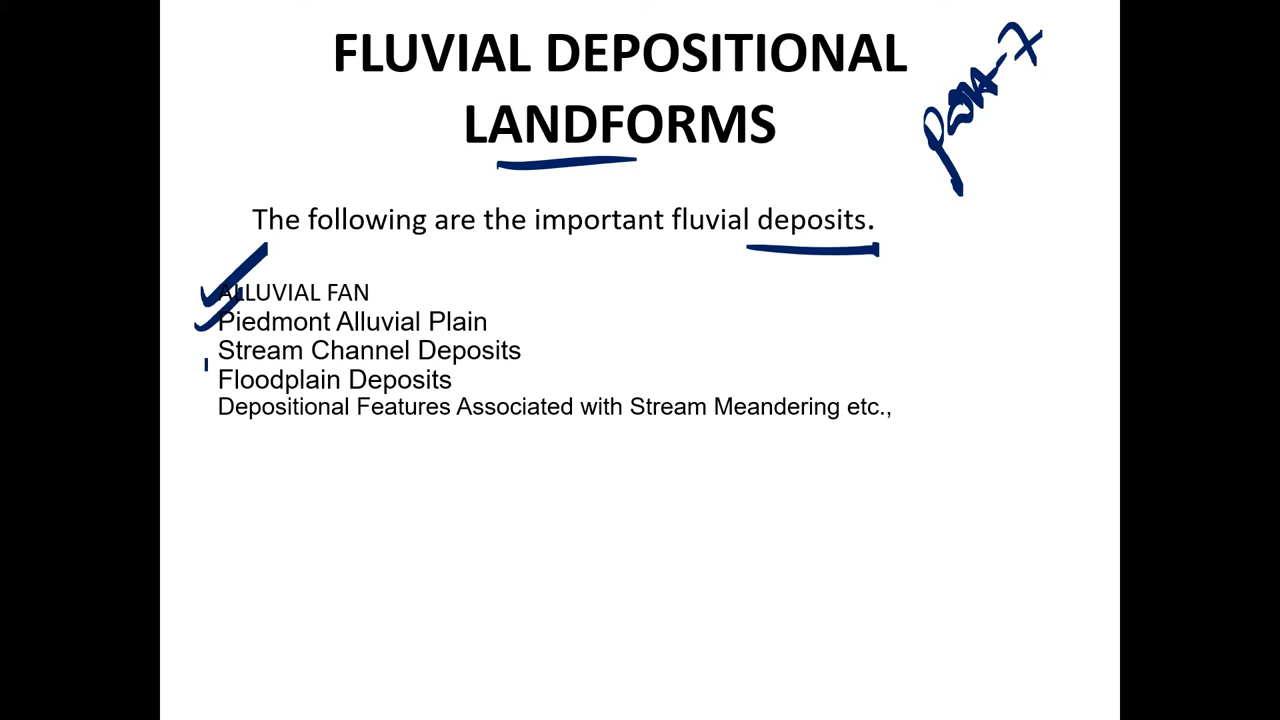 FLUVIAL DEPOSITIONAL
LANDFORMS
The following are the important fluvial deposits.
ALLUVIAL FAN
Piedmont Alluvial Plain
Stream Channel Deposits
Floodplain Deposits
Depositional Features Associated with Stream Meandering etc.,